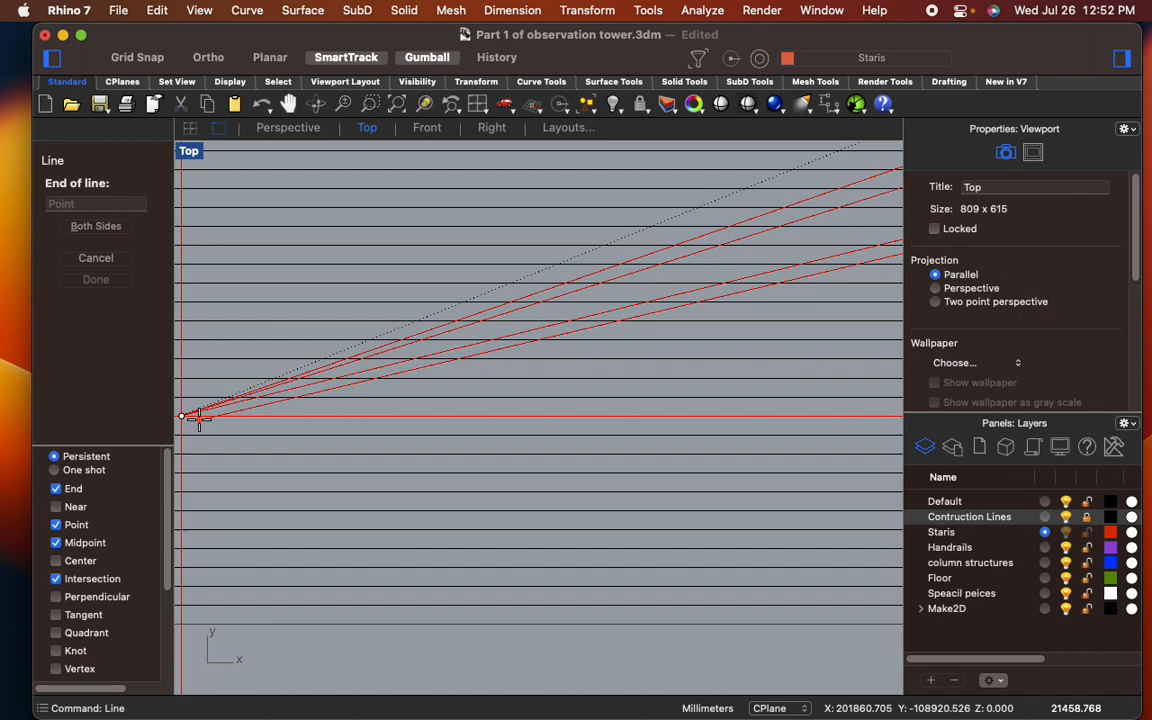 Rhino 7 File Edit View Curve Surface SubD Solid Mesh Dimension Transform Tools Analyze Render Window Help Wed Jul 26 12:52 PM
Part 1 of observation tower.3dm — Edited
Grid Snap Ortho Planar SmartTrack Gumball History Staris
Standard CPlanes Set View Display Select Viewport Layout Visibility Transform Curve Tools Surface Tools Solid Tools SubD Tools Mesh Tools Render Tools Drafting New in V7
Perspective Top Front Right Layouts...
Top
Line
End of line:
Point
Both Sides
Cancel
Done
Persistent
One shot
End
Near
Point
Midpoint
Center
Intersection
Perpendicular
Tangent
Quadrant
Knot
Vertex
y
x
Properties: Viewport
Title: Top
Size: 809 x 615
Locked
Projection
Parallel
Perspective
Two point perspective
Wallpaper
Choose...
Show wallpaper
Show wallpaper as gray scale
Panels: Layers
Name
Default
Contruction Lines
Staris
Handrails
column structures
Floor
Speacil peices
Make2D
Command: Line Millimeters CPlane X: 201860.705 Y: -108920.526 Z: 0.000 21458.768